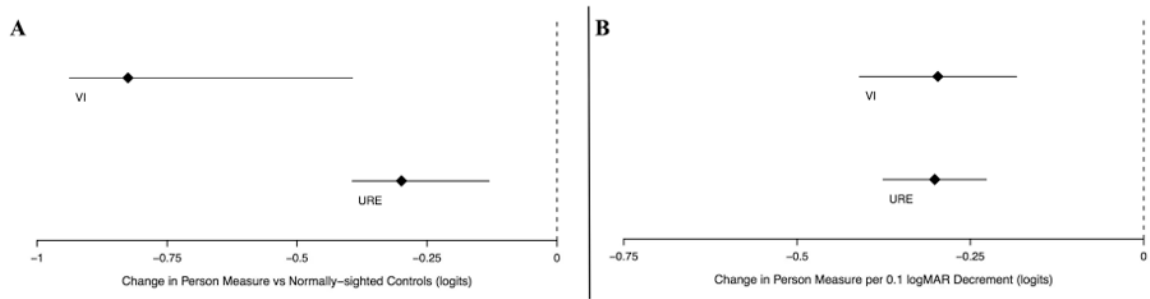 A
VI
URE
−1
−0.75
−0.5
−0.25
0
Change in Person Measure vs Normally−sighted Controls (logits)
B
VI
URE
−0.75
−0.5
−0.25
0
Change in Person Measure per 0.1 logMAR Decrement (logits)